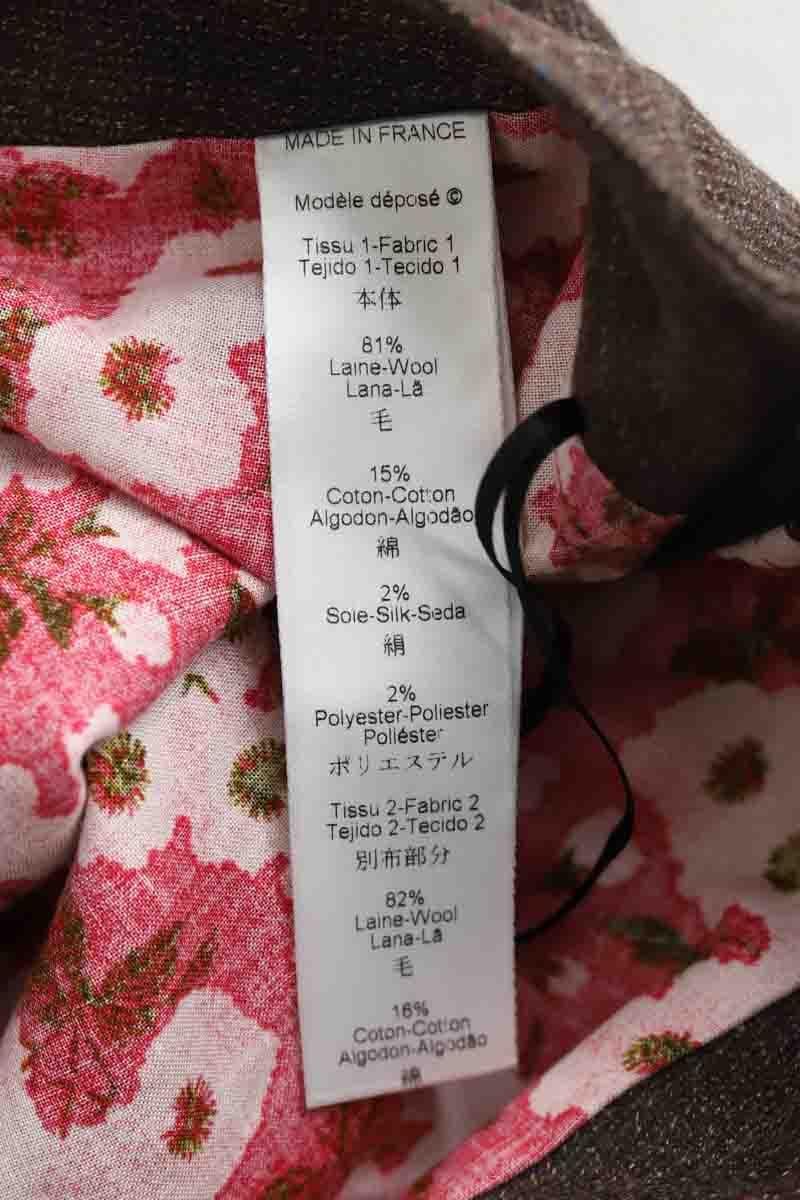 MADE IN FRANCE
Modèle déposé ©
Tissu 1-Fabric 1
Tejido 1-Tecido 1
本体
81%
Laine-Wool
Lana-Lã
毛
15%
Coton-Cotton
Algodon-Algodão
綿
2%
Soie-Silk-Seda
絹
2%
Polyester-Poliester
Poliéster
ポリエステル
Tissu 2-Fabric 2
Tejido 2-Tecido 2
別布部分
82%
Laine-Wool
Lana-Lã
毛
16%
Coton-Cotton
Algodon-Algodão
綿